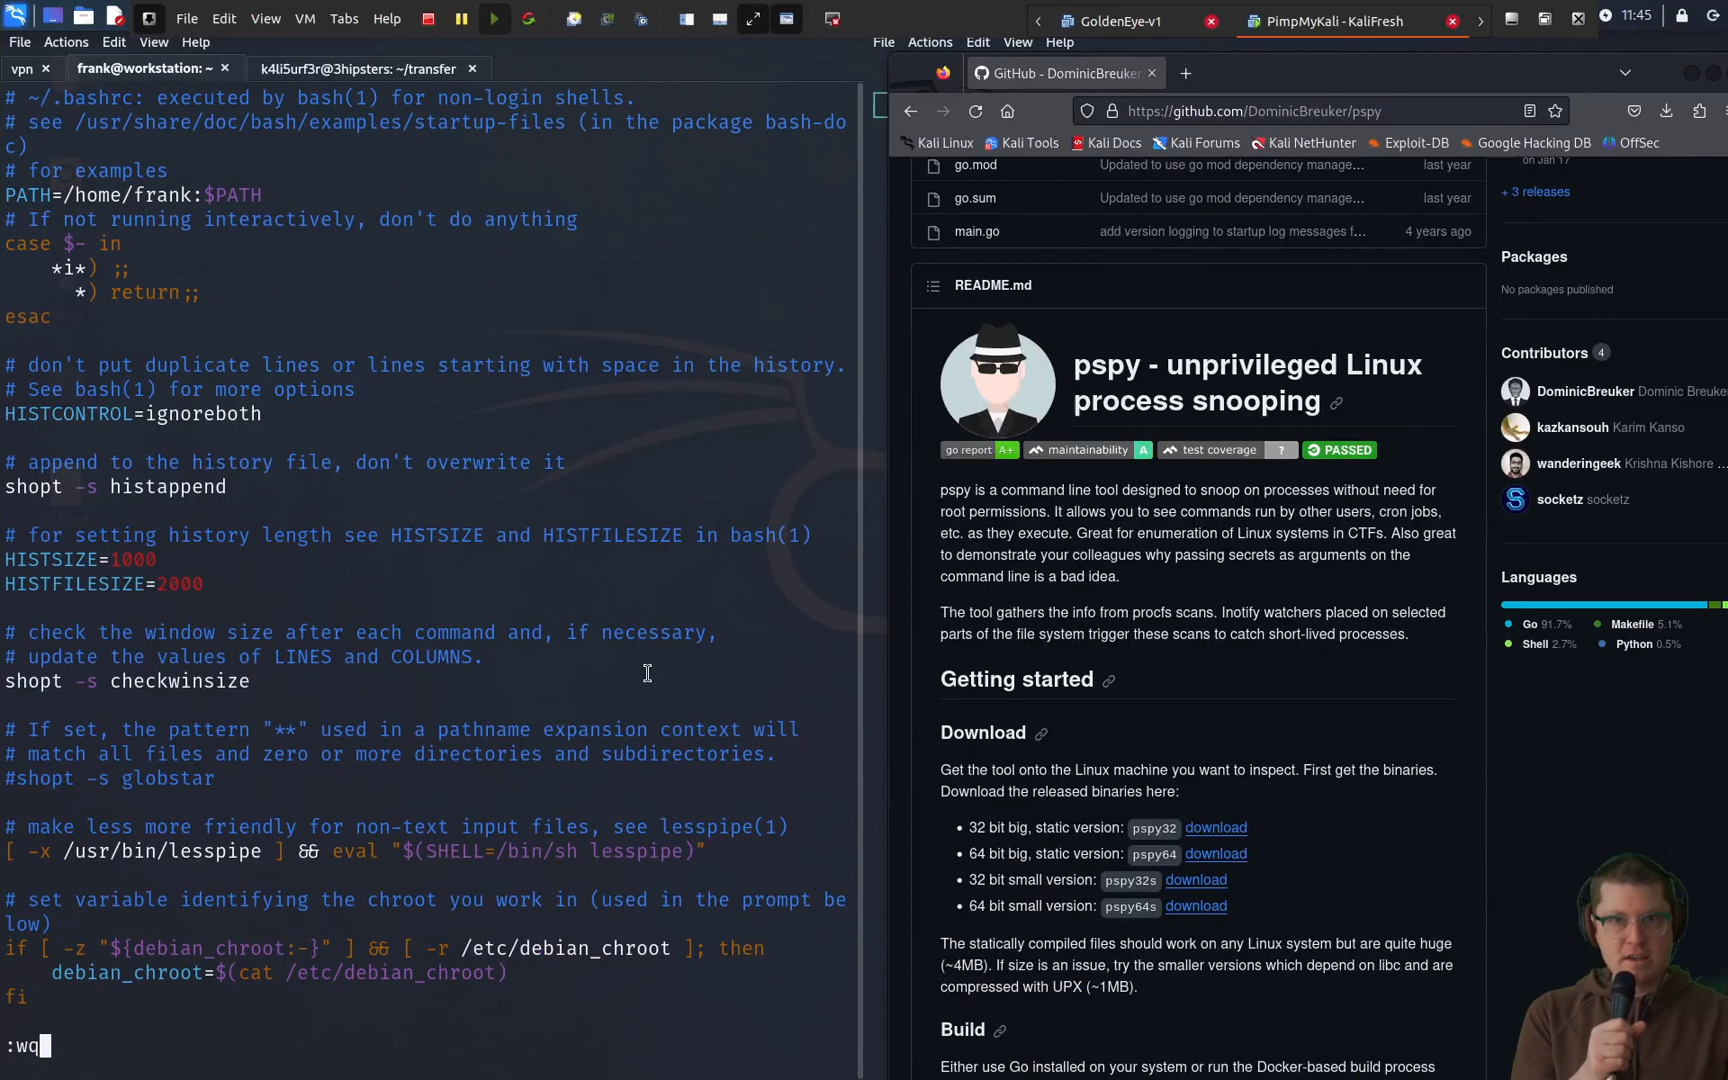 File Edit View VM Tabs Help
GoldenEye-v1
PimpMyKali - KaliFresh
11:45
File Actions Edit View Help
vpn
frank@workstation: ~
k4li5urf3r@3hipsters: ~/transfer
# ~/.bashrc: executed by bash(1) for non-login shells.
# see /usr/share/doc/bash/examples/startup-files (in the package bash-do
c)
# for examples
PATH=/home/frank:$PATH
# If not running interactively, don't do anything
case $- in
*i*) ;;
*) return;;
esac
# don't put duplicate lines or lines starting with space in the history.
# See bash(1) for more options
HISTCONTROL=ignoreboth
# append to the history file, don't overwrite it
shopt -s histappend
# for setting history length see HISTSIZE and HISTFILESIZE in bash(1)
HISTSIZE=1000
HISTFILESIZE=2000
# check the window size after each command and, if necessary,
# update the values of LINES and COLUMNS.
shopt -s checkwinsize
# If set, the pattern "**" used in a pathname expansion context will
# match all files and zero or more directories and subdirectories.
#shopt -s globstar
# make less more friendly for non-text input files, see lesspipe(1)
[ -x /usr/bin/lesspipe ] && eval "$(SHELL=/bin/sh lesspipe)"
# set variable identifying the chroot you work in (used in the prompt be
low)
if [ -z "${debian_chroot:-}" ] && [ -r /etc/debian_chroot ]; then
debian_chroot=$(cat /etc/debian_chroot)
fi
:wq
File Actions Edit View Help
GitHub - DominicBreuker
https://github.com/DominicBreuker/pspy
Kali Linux Kali Tools Kali Docs Kali Forums Kali NetHunter Exploit-DB Google Hacking DB OffSec
go.mod Updated to use go mod dependency manage... last year
go.sum Updated to use go mod dependency manage... last year
main.go add version logging to startup log messages f... 4 years ago
README.md
pspy - unprivileged Linux
process snooping
go report A+ maintainability A test coverage ? PASSED
pspy is a command line tool designed to snoop on processes without need for
root permissions. It allows you to see commands run by other users, cron jobs,
etc. as they execute. Great for enumeration of Linux systems in CTFs. Also great
to demonstrate your colleagues why passing secrets as arguments on the
command line is a bad idea.
The tool gathers the info from procfs scans. Inotify watchers placed on selected
parts of the file system trigger these scans to catch short-lived processes.
Getting started
Download
Get the tool onto the Linux machine you want to inspect. First get the binaries.
Download the released binaries here:
• 32 bit big, static version: pspy32 download
• 64 bit big, static version: pspy64 download
• 32 bit small version: pspy32s download
• 64 bit small version: pspy64s download
The statically compiled files should work on any Linux system but are quite huge
(~4MB). If size is an issue, try the smaller versions which depend on libc and are
compressed with UPX (~1MB).
Build
Either use Go installed on your system or run the Docker-based build process
on Jan 17
+ 3 releases
Packages
No packages published
Contributors 4
DominicBreuker Dominic Breuke
kazkansouh Karim Kanso
wanderingeek Krishna Kishore ...
socketz socketz
Languages
Go 91.7% Makefile 5.1%
Shell 2.7% Python 0.5%